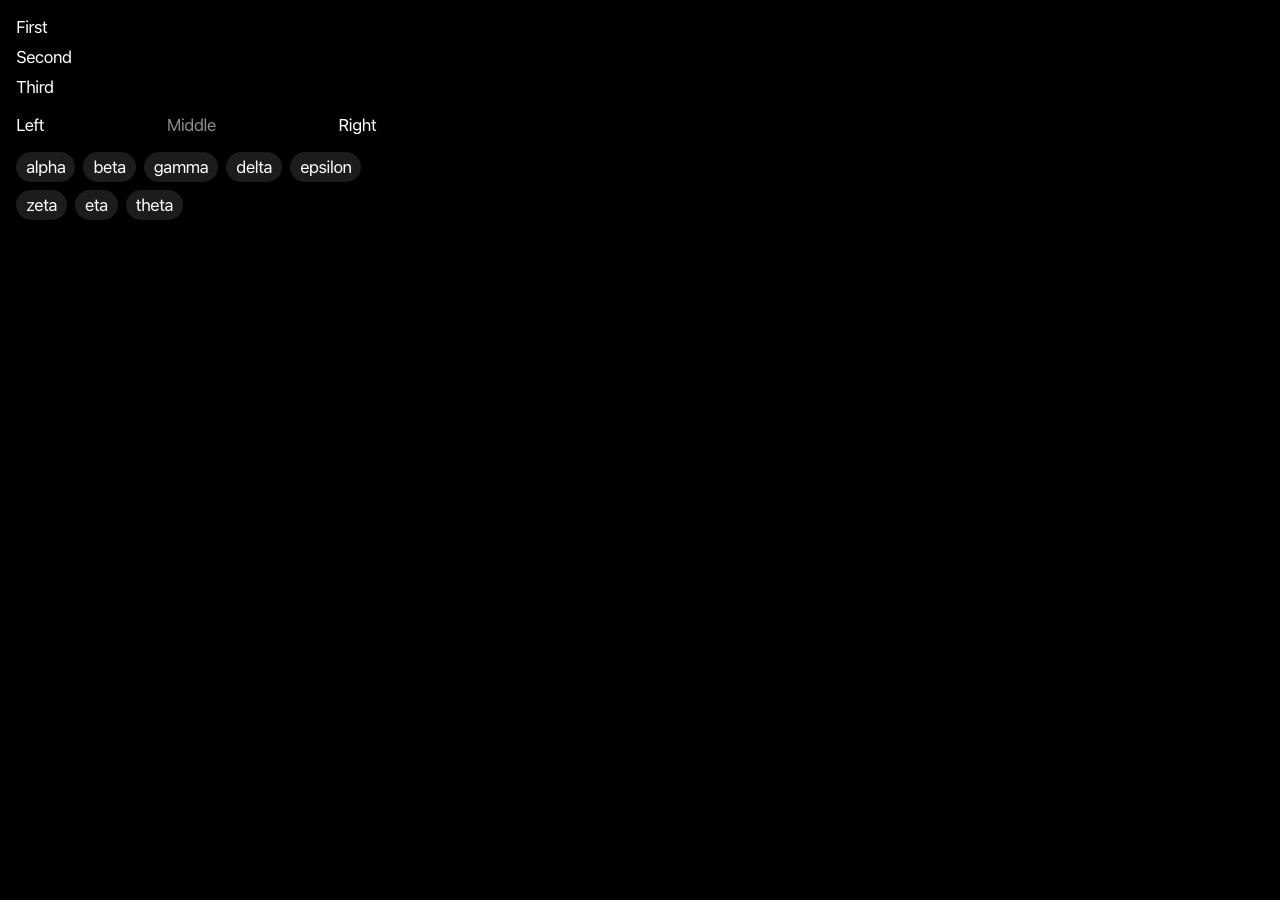 First
Second
Third
Left Middle Right
alpha beta gamma delta epsilon
zeta eta theta